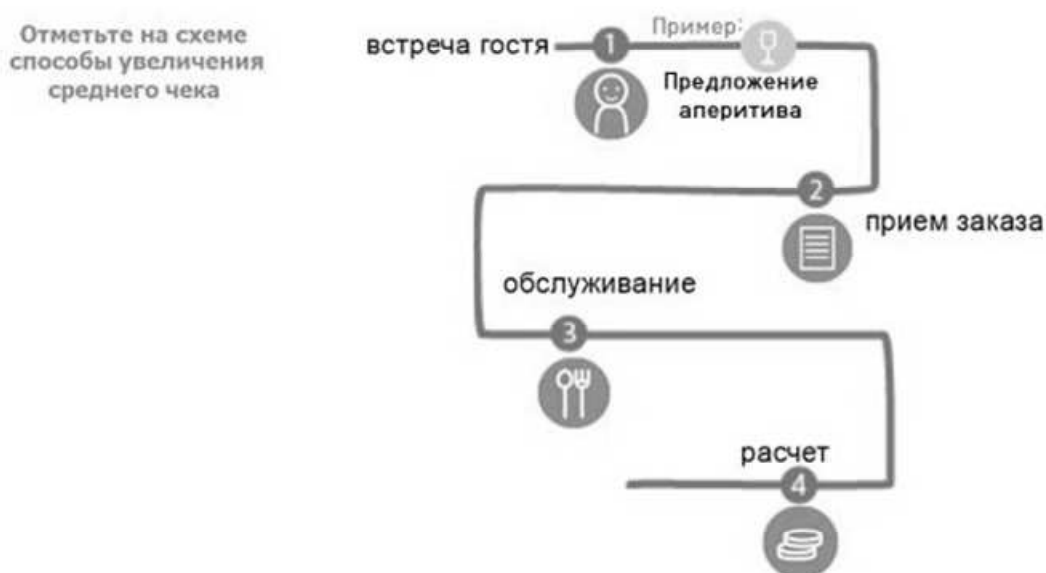 Отметьте на схеме
способы увеличения
среднего чека
встреча гостя
1
Пример:
Предложение
аперитива
2
прием заказа
обслуживание
3
расчет
4